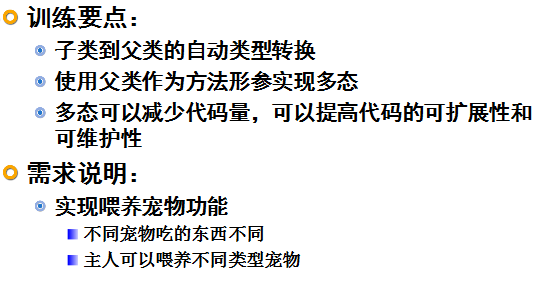 训练要点：
子类到父类的自动类型转换
使用父类作为方法形参实现多态
多态可以减少代码量，可以提高代码的可扩展性和
可维护性
需求说明：
实现喂养宠物功能
不同宠物吃的东西不同
主人可以喂养不同类型宠物